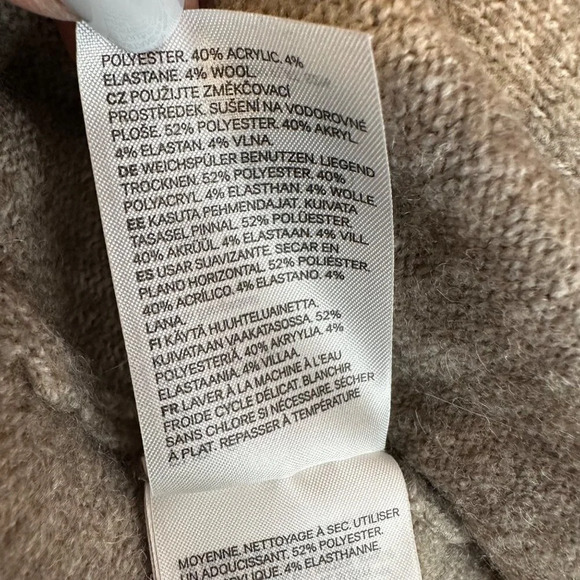 POLYESTER. 40% ACRYLIC. 4%
ELASTANE. 4% WOOL.
CZ POUŽIJTE ZMĚKČOVACÍ
PROSTŘEDEK. SUŠENÍ NA VODOROVNÉ
PLOŠE. 52% POLYESTER. 40% AKRYL.
4% ELASTAN. 4% VLNA.
DE WEICHSPÜLER BENUTZEN. LIEGEND
TROCKNEN. 52% POLYESTER. 40%
POLYACRYL. 4% ELASTHAN. 4% WOLLE.
EE KASUTA PEHMENDAJAT. KUIVATA
TASASEL PINNAL. 52% POLÜESTER.
40% AKRÜÜL. 4% ELASTAAN. 4% VILL.
ES USAR SUAVIZANTE. SECAR EN
PLANO HORIZONTAL. 52% POLIÉSTER.
40% ACRÍLICO. 4% ELASTANO. 4%
LANA.
FI KÄYTÄ HUUHTELUAINETTA.
KUIVATAAN VAAKATASOSSA. 52%
POLYESTERIÄ. 40% AKRYYLIA. 4%
ELASTAANIA. 4% VILLAA.
FR LAVER À LA MACHINE À L'EAU
FROIDE CYCLE DÉLICAT. BLANCHIR
SANS CHLORE SI NÉCESSAIRE. SÉCHER
À PLAT. REPASSER À TEMPÉRATURE
MOYENNE. NETTOYAGE À SEC. UTILISER
UN ADOUCISSANT. 52% POLYESTER.
ACRYLIQUE. 4% ÉLASTHANNE.